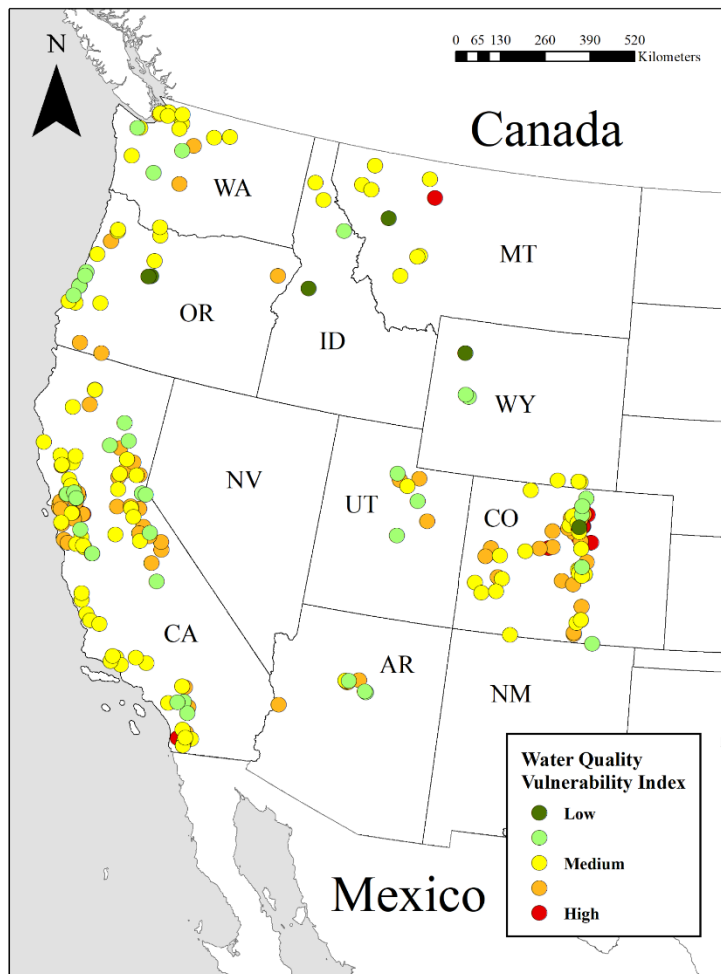 N
0 65 130 260 390 520
Kilometers
Canada
WA
MT
OR
ID
WY
NV
UT
CO
CA
AR
NM
Water Quality
Vulnerability Index
Low
Medium
High
Mexico